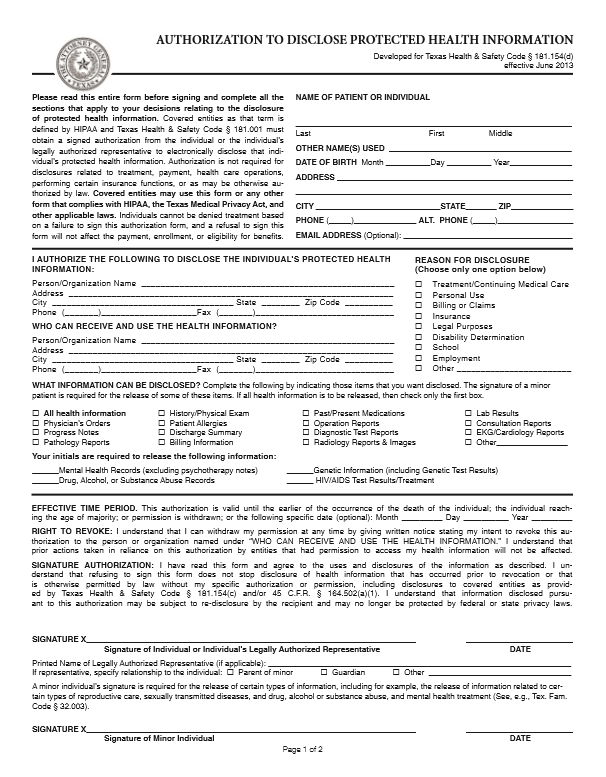 THE ATTORNEY GENERAL
TEXAS
AUTHORIZATION TO DISCLOSE PROTECTED HEALTH INFORMATION
Developed for Texas Health & Safety Code § 181.154(d)
effective June 2013
Please read this entire form before signing and complete all the
sections that apply to your decisions relating to the disclosure
of protected health information. Covered entities as that term is
defined by HIPAA and Texas Health & Safety Code § 181.001 must
obtain a signed authorization from the individual or the individual's
legally authorized representative to electronically disclose that indi-
vidual's protected health information. Authorization is not required for
disclosures related to treatment, payment, health care operations,
performing certain insurance functions, or as may be otherwise au-
thorized by law. Covered entities may use this form or any other
form that complies with HIPAA, the Texas Medical Privacy Act, and
other applicable laws. Individuals cannot be denied treatment based
on a failure to sign this authorization form, and a refusal to sign this
form will not affect the payment, enrollment, or eligibility for benefits.
NAME OF PATIENT OR INDIVIDUAL
Last First Middle
OTHER NAME(S) USED
DATE OF BIRTH Month Day Year
ADDRESS
CITY STATE ZIP
PHONE ( ) ALT. PHONE ( )
EMAIL ADDRESS (Optional):
I AUTHORIZE THE FOLLOWING TO DISCLOSE THE INDIVIDUAL'S PROTECTED HEALTH
INFORMATION:
Person/Organization Name
Address
City State Zip Code
Phone ( ) Fax ( )
WHO CAN RECEIVE AND USE THE HEALTH INFORMATION?
Person/Organization Name
Address
City State Zip Code
Phone ( ) Fax ( )
REASON FOR DISCLOSURE
(Choose only one option below)
☐ Treatment/Continuing Medical Care
☐ Personal Use
☐ Billing or Claims
☐ Insurance
☐ Legal Purposes
☐ Disability Determination
☐ School
☐ Employment
☐ Other
WHAT INFORMATION CAN BE DISCLOSED? Complete the following by indicating those items that you want disclosed. The signature of a minor
patient is required for the release of some of these items. If all health information is to be released, then check only the first box.
☐ All health information ☐ History/Physical Exam ☐ Past/Present Medications ☐ Lab Results
☐ Physician's Orders ☐ Patient Allergies ☐ Operation Reports ☐ Consultation Reports
☐ Progress Notes ☐ Discharge Summary ☐ Diagnostic Test Reports ☐ EKG/Cardiology Reports
☐ Pathology Reports ☐ Billing Information ☐ Radiology Reports & Images ☐ Other
Your initials are required to release the following information:
Mental Health Records (excluding psychotherapy notes) Genetic Information (including Genetic Test Results)
Drug, Alcohol, or Substance Abuse Records HIV/AIDS Test Results/Treatment
EFFECTIVE TIME PERIOD. This authorization is valid until the earlier of the occurrence of the death of the individual; the individual reach-
ing the age of majority; or permission is withdrawn; or the following specific date (optional): Month Day Year
RIGHT TO REVOKE: I understand that I can withdraw my permission at any time by giving written notice stating my intent to revoke this au-
thorization to the person or organization named under "WHO CAN RECEIVE AND USE THE HEALTH INFORMATION." I understand that
prior actions taken in reliance on this authorization by entities that had permission to access my health information will not be affected.
SIGNATURE AUTHORIZATION: I have read this form and agree to the uses and disclosures of the information as described. I un-
derstand that refusing to sign this form does not stop disclosure of health information that has occurred prior to revocation or that
is otherwise permitted by law without my specific authorization or permission, including disclosures to covered entities as provid-
ed by Texas Health & Safety Code § 181.154(c) and/or 45 C.F.R. § 164.502(a)(1). I understand that information disclosed pursu-
ant to this authorization may be subject to re-disclosure by the recipient and may no longer be protected by federal or state privacy laws.
SIGNATURE X
Signature of Individual or Individual's Legally Authorized Representative DATE
Printed Name of Legally Authorized Representative (if applicable):
If representative, specify relationship to the individual: ☐ Parent of minor ☐ Guardian ☐ Other
A minor individual's signature is required for the release of certain types of information, including for example, the release of information related to cer-
tain types of reproductive care, sexually transmitted diseases, and drug, alcohol or substance abuse, and mental health treatment (See, e.g., Tex. Fam.
Code § 32.003).
SIGNATURE X
Signature of Minor Individual DATE
Page 1 of 2